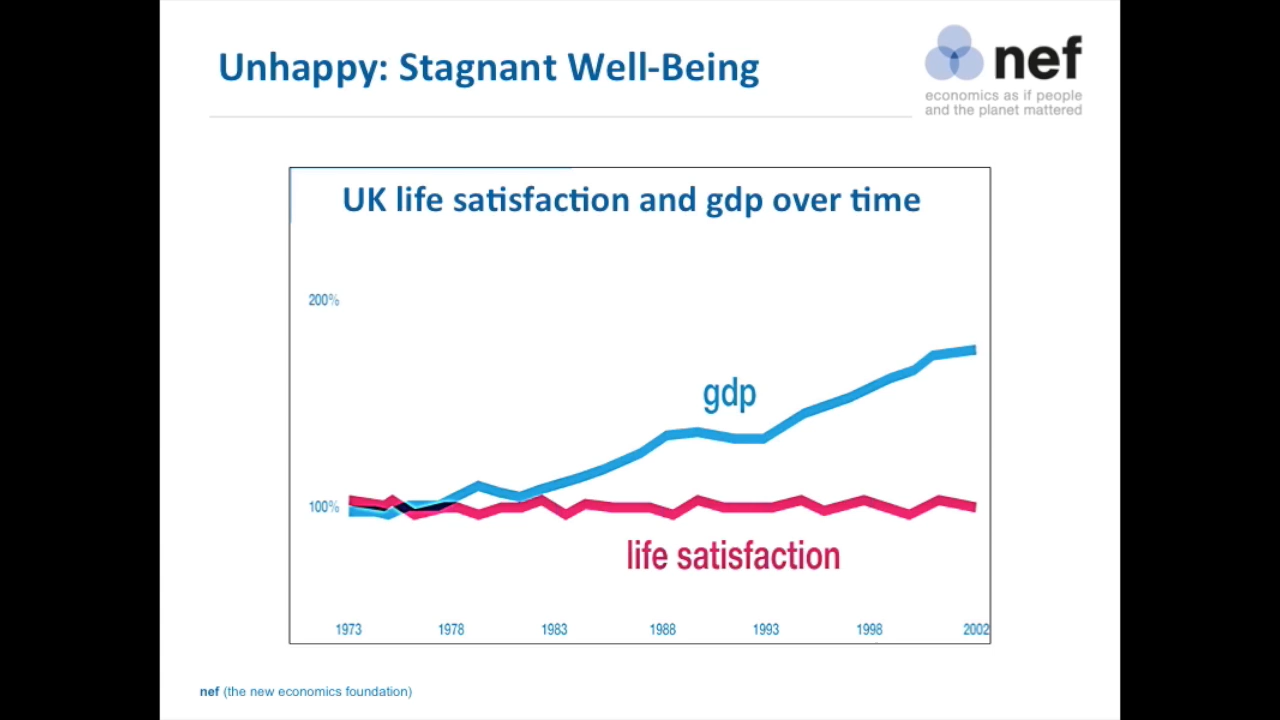 Unhappy: Stagnant Well-Being
nef
economics as if people
and the planet mattered
UK life satisfaction and gdp over time
200%
gdp
100%
life satisfaction
1973 1978 1983 1988 1993 1998 2002
nef (the new economics foundation)